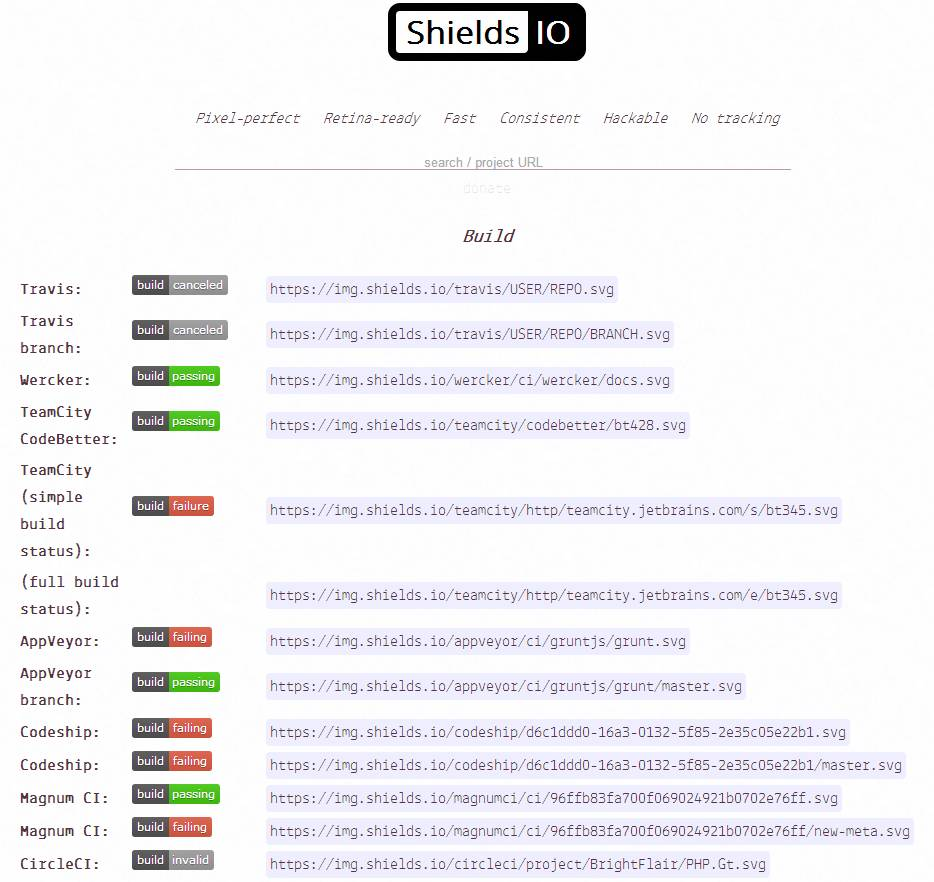 Shields IO
Pixel-perfect Retina-ready Fast Consistent Hackable No tracking
search / project URL
donate
Build
Travis: build canceled https://img.shields.io/travis/USER/REPO.svg
Travis
branch: build canceled https://img.shields.io/travis/USER/REPO/BRANCH.svg
Wercker: build passing https://img.shields.io/wercker/ci/wercker/docs.svg
TeamCity
CodeBetter: build passing https://img.shields.io/teamcity/codebetter/bt428.svg
TeamCity
(simple
build
status): build failure https://img.shields.io/teamcity/http/teamcity.jetbrains.com/s/bt345.svg
(full build
status): https://img.shields.io/teamcity/http/teamcity.jetbrains.com/e/bt345.svg
AppVeyor: build failing https://img.shields.io/appveyor/ci/gruntjs/grunt.svg
AppVeyor
branch: build passing https://img.shields.io/appveyor/ci/gruntjs/grunt/master.svg
Codeship: build failing https://img.shields.io/codeship/d6c1ddd0-16a3-0132-5f85-2e35c05e22b1.svg
Codeship: build failing https://img.shields.io/codeship/d6c1ddd0-16a3-0132-5f85-2e35c05e22b1/master.svg
Magnum CI: build passing https://img.shields.io/magnumci/ci/96ffb83fa700f069024921b0702e76ff.svg
Magnum CI: build failing https://img.shields.io/magnumci/ci/96ffb83fa700f069024921b0702e76ff/new-meta.svg
CircleCI: build invalid https://img.shields.io/circleci/project/BrightFlair/PHP.Gt.svg